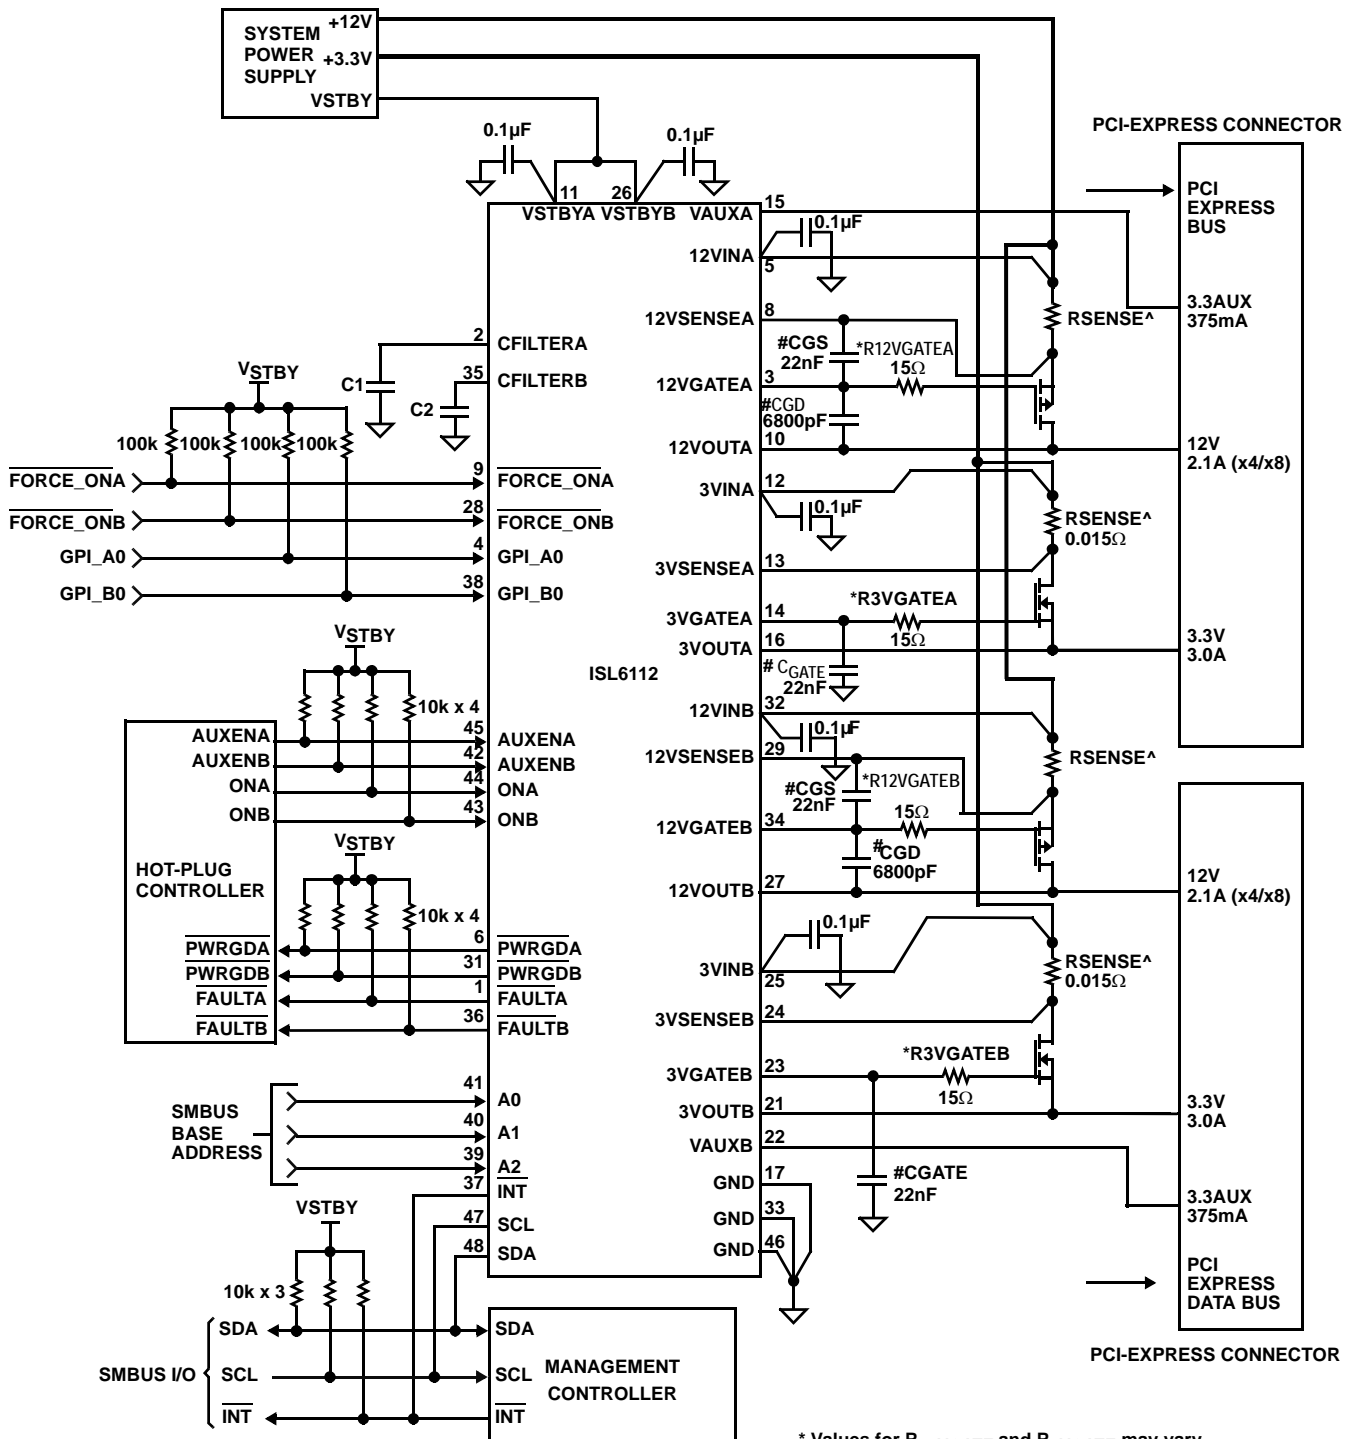 SYSTEM
POWER
SUPPLY
+12V
+3.3V
VSTBY
0.1µF
0.1µF
11
26
VSTBYA
VSTBYB
VAUXA
15
12VINA
5
0.1µF
12VSENSEA
8
#CGS
22nF
*R12VGATEA
15Ω
12VGATEA
3
#CGD
6800pF
12VOUTA
10
3VINA
12
0.1µF
3VSENSEA
13
3VGATEA
14
*R3VGATEA
15Ω
3VOUTA
16
# CGATE
22nF
12VINB
32
0.1µF
12VSENSEB
29
#CGS
22nF
*R12VGATEB
15Ω
12VGATEB
34
#CGD
6800pF
12VOUTB
27
0.1µF
3VINB
25
3VSENSEB
24
3VGATEB
23
*R3VGATEB
15Ω
3VOUTB
21
VAUXB
22
#CGATE
22nF
GND
17
GND
33
GND
46
RSENSE^
RSENSE^
0.015Ω
RSENSE^
RSENSE^
0.015Ω
PCI-EXPRESS CONNECTOR
PCI
EXPRESS
BUS
3.3AUX
375mA
12V
2.1A (x4/x8)
3.3V
3.0A
12V
2.1A (x4/x8)
3.3V
3.0A
3.3AUX
375mA
PCI
EXPRESS
DATA BUS
PCI-EXPRESS CONNECTOR
ISL6112
2
CFILTERA
35
CFILTERB
C1
C2
VSTBY
100k
100k
100k
100k
FORCE_ONA
9
FORCE_ONA
FORCE_ONB
28
FORCE_ONB
GPI_A0
4
GPI_A0
GPI_B0
38
GPI_B0
VSTBY
10k x 4
AUXENA
45
AUXENA
AUXENB
42
AUXENB
ONA
44
ONA
ONB
43
ONB
HOT-PLUG
CONTROLLER
VSTBY
10k x 4
PWRGDA
6
PWRGDA
PWRGDB
31
PWRGDB
FAULTA
1
FAULTA
FAULTB
36
FAULTB
SMBUS
BASE
ADDRESS
41
A0
40
A1
39
A2
37
INT
47
SCL
48
SDA
VSTBY
10k x 3
SMBUS I/O
SDA
SDA
SCL
SCL
INT
INT
MANAGEMENT
CONTROLLER
* Values for R and R may vary